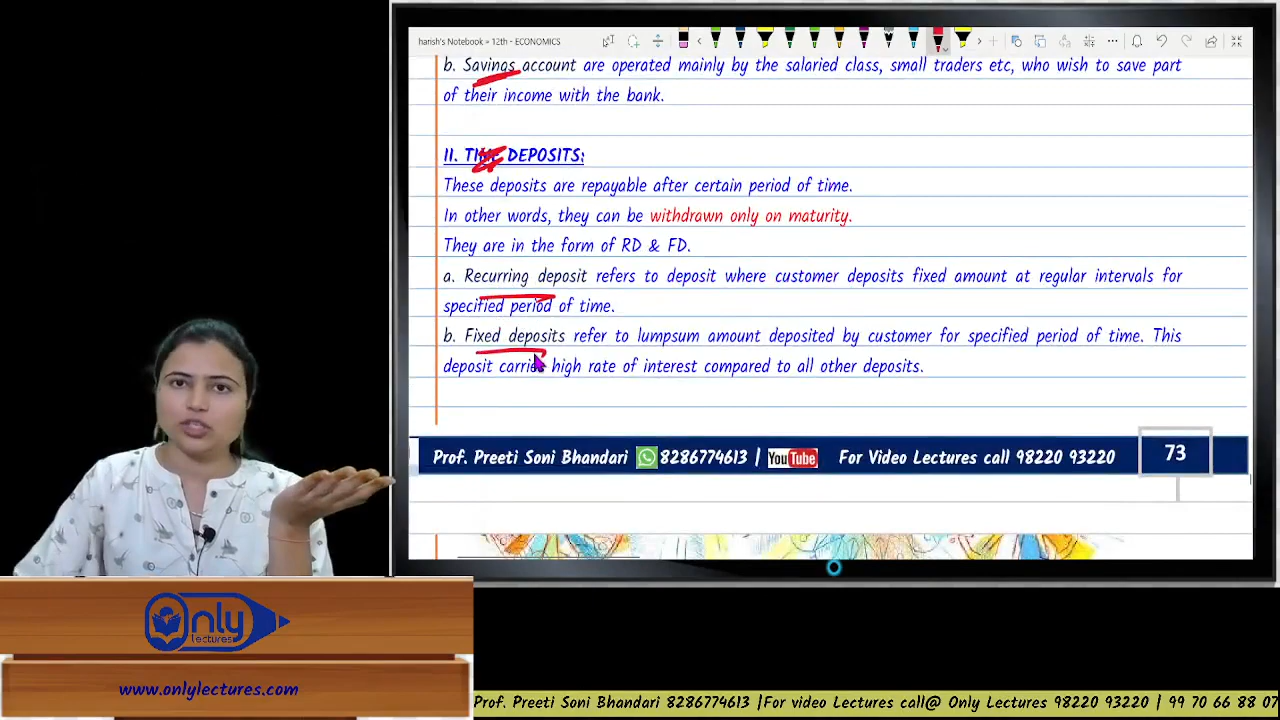 harish's Notebook » 12th - ECONOMICS
b. Savings account are operated mainly by the salaried class, small traders etc, who wish to save part
of their income with the bank.
II. TIME DEPOSITS:
These deposits are repayable after certain period of time.
In other words, they can be withdrawn only on maturity.
They are in the form of RD & FD.
a. Recurring deposit refers to deposit where customer deposits fixed amount at regular intervals for
specified period of time.
b. Fixed deposits refer to lumpsum amount deposited by customer for specified period of time. This
deposit carries high rate of interest compared to all other deposits.
Prof. Preeti Soni Bhandari 8286774613 | YouTube For Video Lectures call 98220 93220 73
Only
lectures
www.onlylectures.com
Prof. Preeti Soni Bhandari 8286774613 |For video Lectures call@ Only Lectures 98220 93220 | 99 70 66 88 07